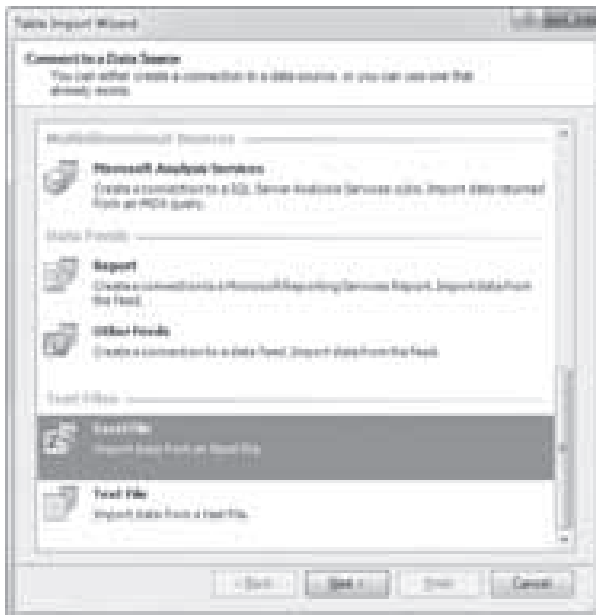 Table Import Wizard
Connect to a Data Source
You can either create a connection to a data source, or you can use one that
already exists.
Multidimensional Sources
Microsoft Analysis Services
Create a connection to a SQL Server Analysis Services cube. Import data returned
from an MDX query.
Data Feeds
Report
Create a connection to a Microsoft Reporting Services Report. Import data from
the feed.
Other Feeds
Create a connection to a data feed. Import data from the feed.
Text Files
Excel File
Import data from an Excel file.
Text File
Import data from a text file.
< Back
Next >
Finish
Cancel